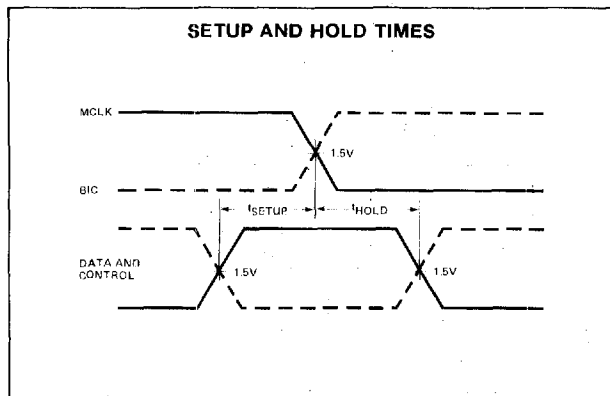 SETUP AND HOLD TIMES
MCLK
1.5V
BIC
tSETUP
tHOLD
DATA AND
CONTROL
1.5V
1.5V